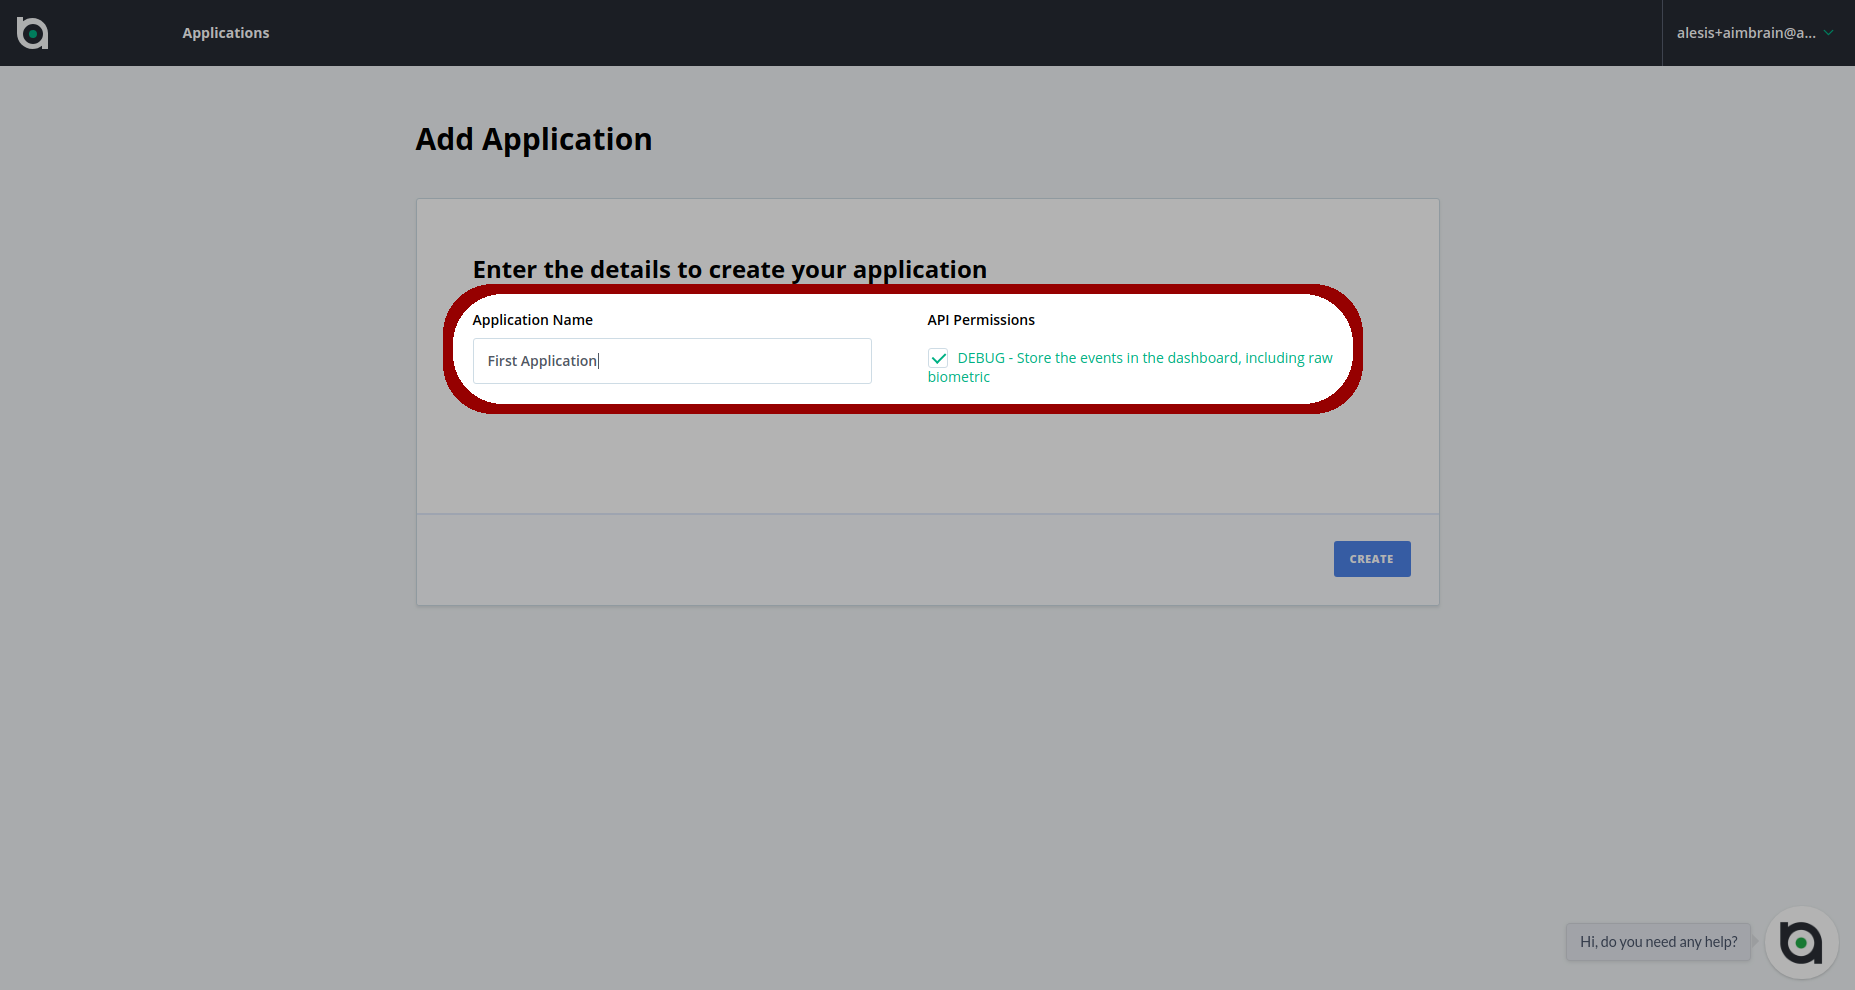 Applications
alesis+aimbrain@a...
Add Application
Enter the details to create your application
Application Name
First Application
API Permissions
DEBUG - Store the events in the dashboard, including raw
biometric
CREATE
Hi, do you need any help?